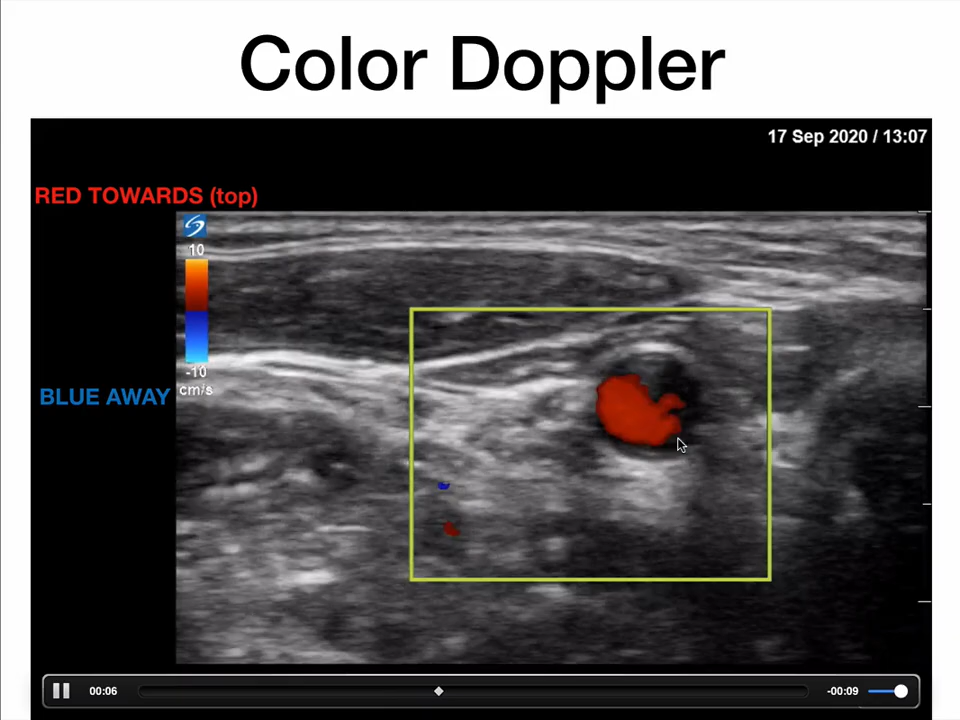 Color Doppler
17 Sep 2020 / 13:07
RED TOWARDS (top)
10
-10
cm/s
BLUE AWAY
00:06
-00:09